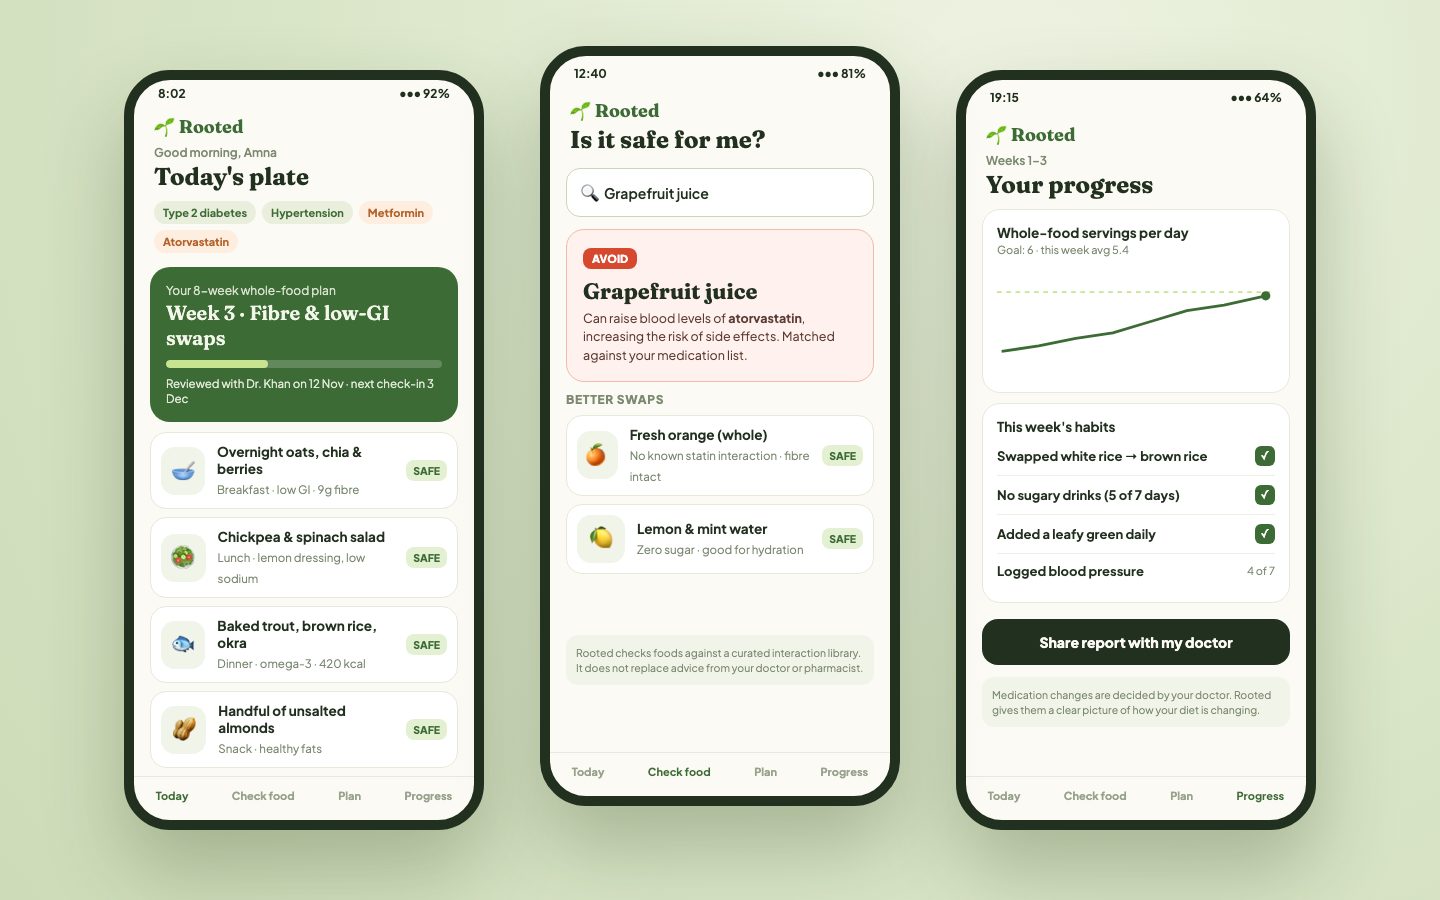 8:02
●●● 92%
Rooted
Good morning, Amna
Today's plate
Type 2 diabetes
Hypertension
Metformin
Atorvastatin
Your 8-week whole-food plan
Week 3 · Fibre & low-GI
swaps
Reviewed with Dr. Khan on 12 Nov · next check-in 3
Dec
Overnight oats, chia &
berries
Breakfast · low GI · 9g fibre
SAFE
Chickpea & spinach salad
Lunch · lemon dressing, low
sodium
SAFE
Baked trout, brown rice,
okra
Dinner · omega-3 · 420 kcal
SAFE
Handful of unsalted
almonds
Snack · healthy fats
SAFE
Today
Check food
Plan
Progress
12:40
●●● 81%
Rooted
Is it safe for me?
Grapefruit juice
AVOID
Grapefruit juice
Can raise blood levels of atorvastatin,
increasing the risk of side effects. Matched
against your medication list.
BETTER SWAPS
Fresh orange (whole)
No known statin interaction · fibre
intact
SAFE
Lemon & mint water
Zero sugar · good for hydration
SAFE
Rooted checks foods against a curated interaction library.
It does not replace advice from your doctor or pharmacist.
Today
Check food
Plan
Progress
19:15
●●● 64%
Rooted
Weeks 1–3
Your progress
Whole-food servings per day
Goal: 6 · this week avg 5.4
This week's habits
Swapped white rice → brown rice
✓
No sugary drinks (5 of 7 days)
✓
Added a leafy green daily
✓
Logged blood pressure
4 of 7
Share report with my doctor
Medication changes are decided by your doctor. Rooted
gives them a clear picture of how your diet is changing.
Today
Check food
Plan
Progress